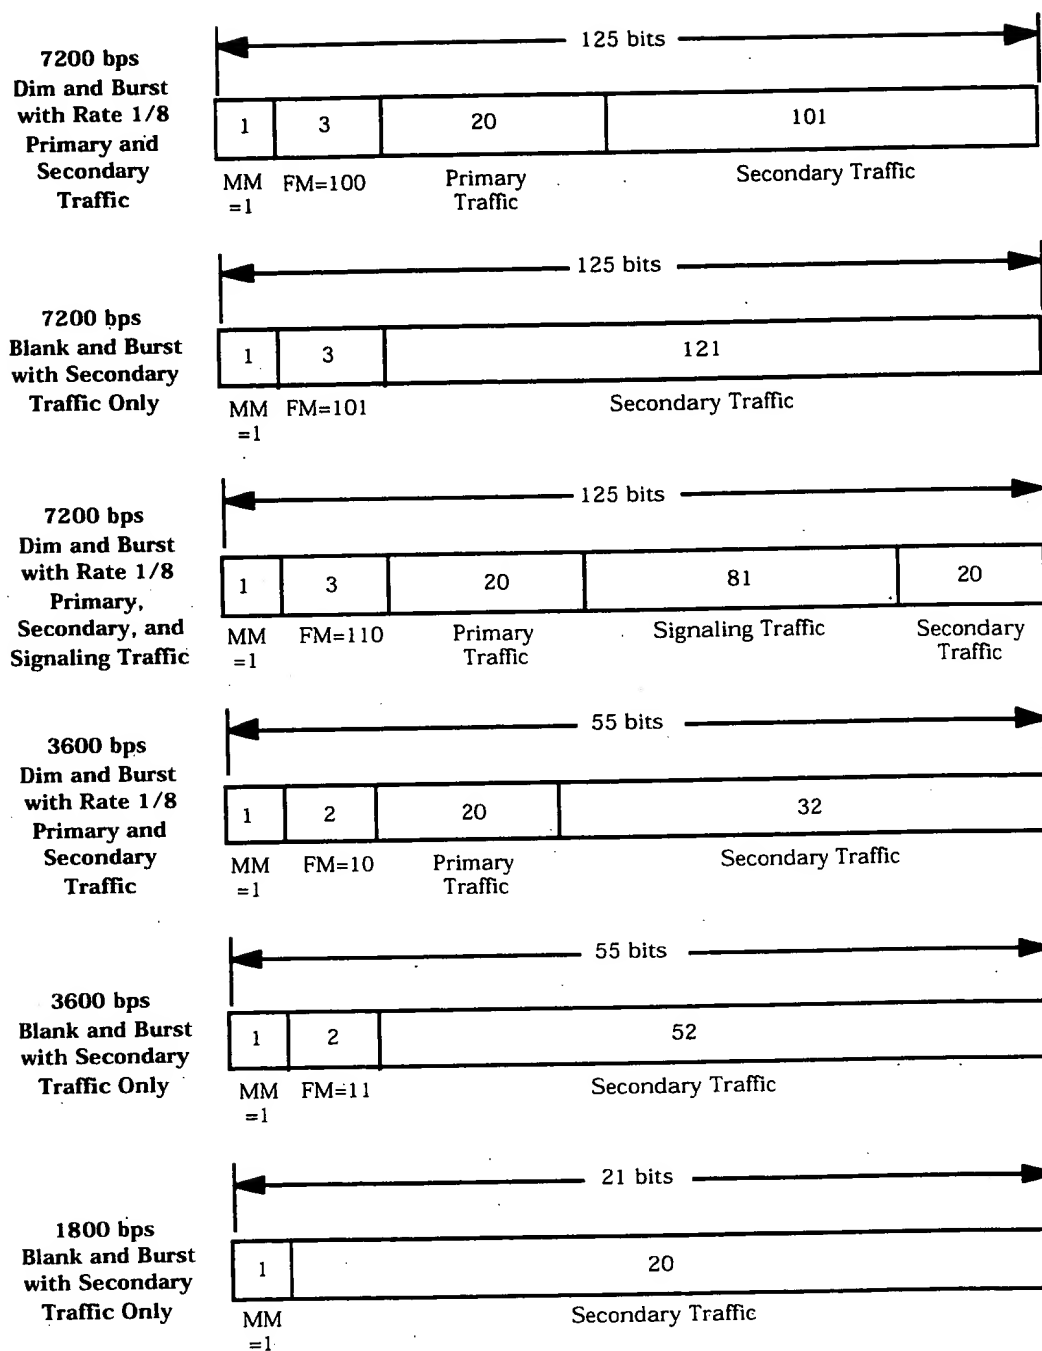 125 bits
7200 bps
Dim and Burst
with Rate 1/8
Primary and
Secondary
Traffic
1 3 20 101
MM
=1
FM=100
Primary
Traffic
Secondary Traffic
125 bits
7200 bps
Blank and Burst
with Secondary
Traffic Only
1 3 121
MM
=1
FM=101
Secondary Traffic
125 bits
7200 bps
Dim and Burst
with Rate 1/8
Primary,
Secondary, and
Signaling Traffic
1 3 20 81 20
MM
=1
FM=110
Primary
Traffic
Signaling Traffic
Secondary
Traffic
55 bits
3600 bps
Dim and Burst
with Rate 1/8
Primary and
Secondary
Traffic
1 2 20 32
MM
=1
FM=10
Primary
Traffic
Secondary Traffic
55 bits
3600 bps
Blank and Burst
with Secondary
Traffic Only
1 2 52
MM
=1
FM=11
Secondary Traffic
21 bits
1800 bps
Blank and Burst
with Secondary
Traffic Only
1 20
MM
=1
Secondary Traffic